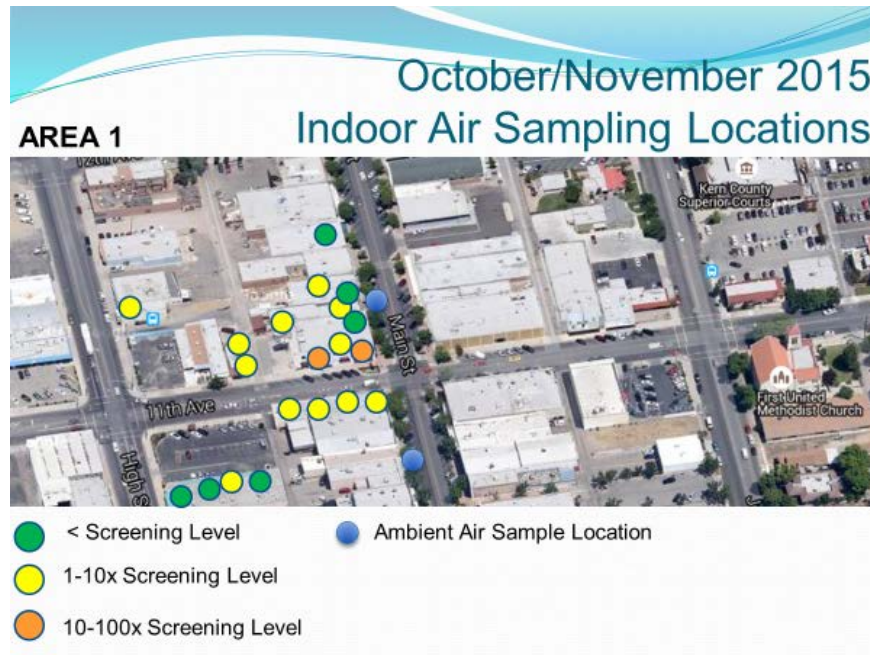 October/November 2015
AREA 1
Indoor Air Sampling Locations
Kern County
Superior Courts
Main St
11th Ave
First United
Methodist Church
High S
< Screening Level
Ambient Air Sample Location
1-10x Screening Level
10-100x Screening Level